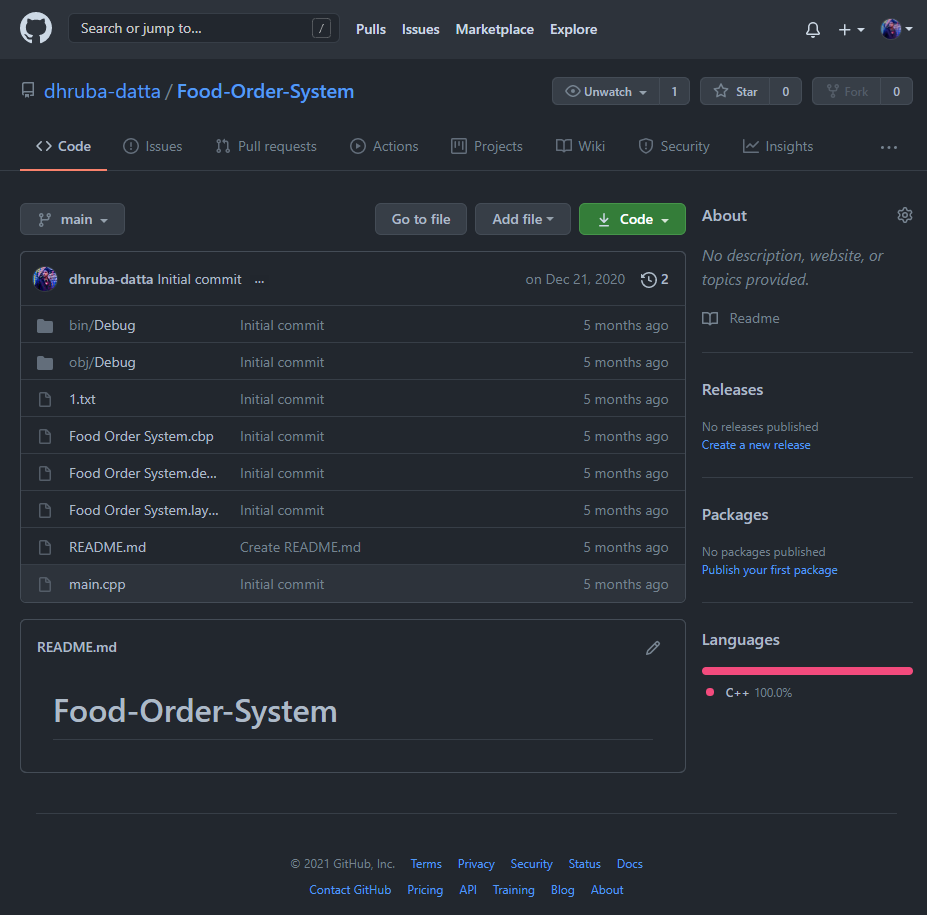 Search or jump to... / Pulls Issues Marketplace Explore
dhruba-datta / Food-Order-System Unwatch 1 Star 0 Fork 0
Code Issues Pull requests Actions Projects Wiki Security Insights ...
main Go to file Add file Code About
dhruba-datta Initial commit ... on Dec 21, 2020 2
No description, website, or
topics provided.
Readme
bin/Debug Initial commit 5 months ago
obj/Debug Initial commit 5 months ago
1.txt Initial commit 5 months ago
Food Order System.cbp Initial commit 5 months ago
Food Order System.de... Initial commit 5 months ago
Food Order System.lay... Initial commit 5 months ago
README.md Create README.md 5 months ago
main.cpp Initial commit 5 months ago
Releases
No releases published
Create a new release
Packages
No packages published
Publish your first package
Languages
C++ 100.0%
README.md
Food-Order-System
© 2021 GitHub, Inc. Terms Privacy Security Status Docs
Contact GitHub Pricing API Training Blog About